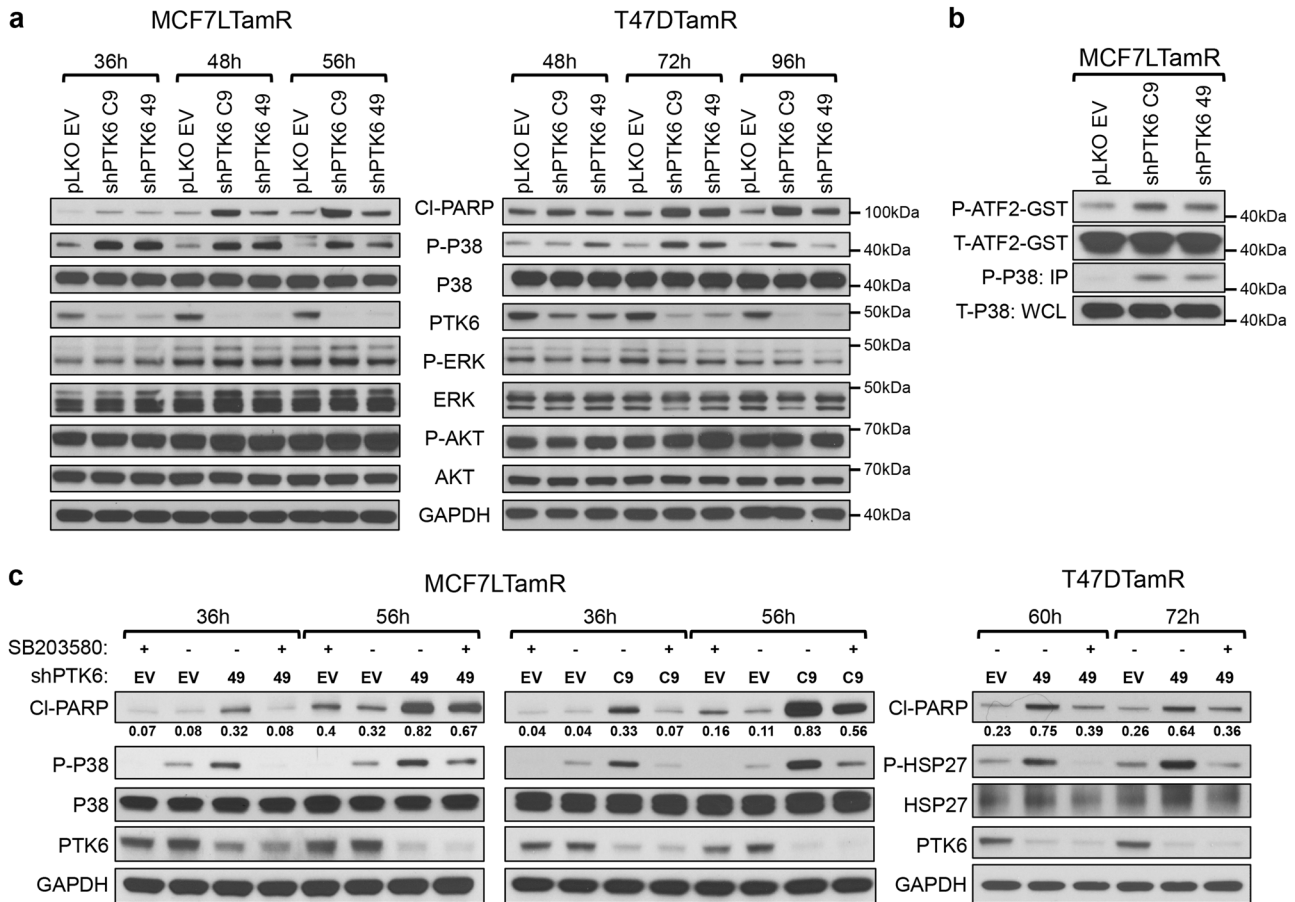 a
MCF7LTamR
T47DTamR
36h 48h 56h
48h 72h 96h
pLKO EV shPTK6 C9 shPTK6 49 pLKO EV shPTK6 C9 shPTK6 49 pLKO EV shPTK6 C9 shPTK6 49
pLKO EV shPTK6 C9 shPTK6 49 pLKO EV shPTK6 C9 shPTK6 49 pLKO EV shPTK6 C9 shPTK6 49
Cl-PARP 100kDa
P-P38 40kDa
P38 40kDa
PTK6 50kDa
P-ERK 50kDa
ERK 50kDa
P-AKT 70kDa
AKT 70kDa
GAPDH 40kDa
b
MCF7LTamR
pLKO EV shPTK6 C9 shPTK6 49
P-ATF2-GST 40kDa
T-ATF2-GST 40kDa
P-P38: IP 40kDa
T-P38: WCL 40kDa
c
MCF7LTamR
36h 56h 36h 56h
SB203580: + - - + + - - + + - - + + - - +
shPTK6: EV EV 49 49 EV EV 49 49 EV EV C9 C9 EV EV C9 C9
Cl-PARP
0.07 0.08 0.32 0.08 0.4 0.32 0.82 0.67 0.04 0.04 0.33 0.07 0.16 0.11 0.83 0.56
P-P38
P38
PTK6
GAPDH
T47DTamR
60h 72h
- - + - - +
EV 49 49 EV 49 49
Cl-PARP
0.23 0.75 0.39 0.26 0.64 0.36
P-HSP27
HSP27
PTK6
GAPDH